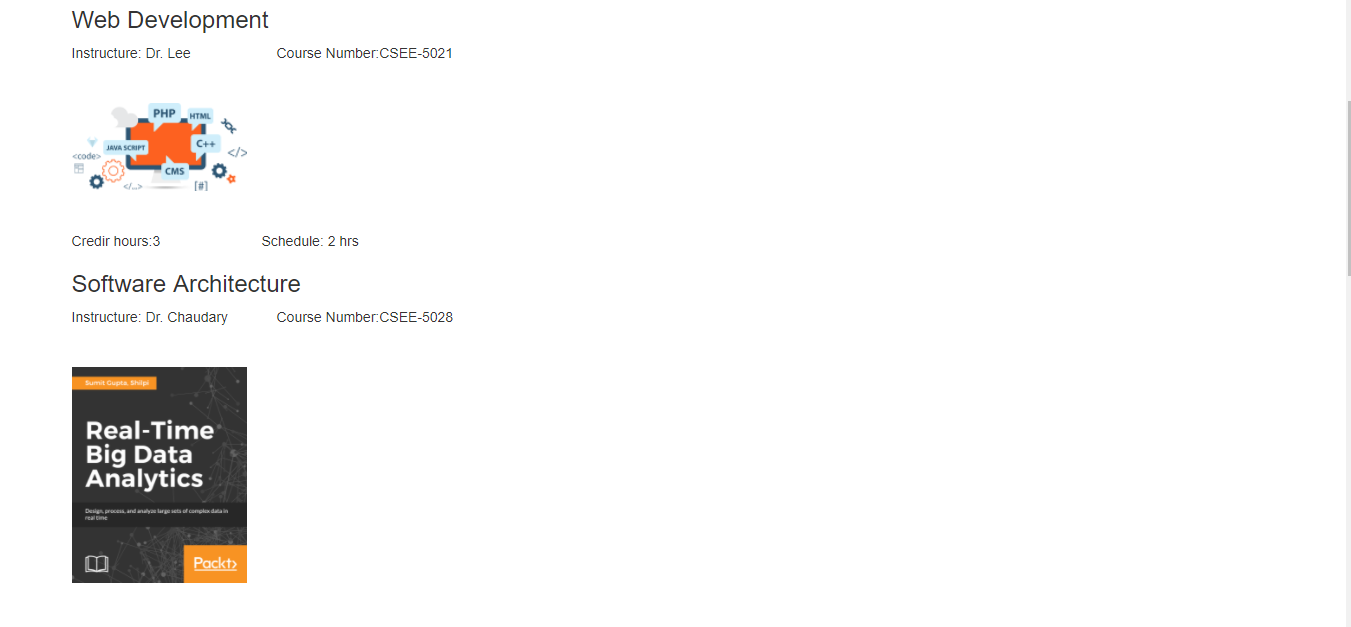 Web Development
Instructure: Dr. Lee Course Number:CSEE-5021
PHP
HTML
JAVA SCRIPT
C++
<code>
</>
CMS
</...>
[#]
Credir hours:3 Schedule: 2 hrs
Software Architecture
Instructure: Dr. Chaudary Course Number:CSEE-5028
Sumit Gupta, Shilpi
Real-Time
Big Data
Analytics
Design, process, and analyze large sets of complex data in
real time
Packt>